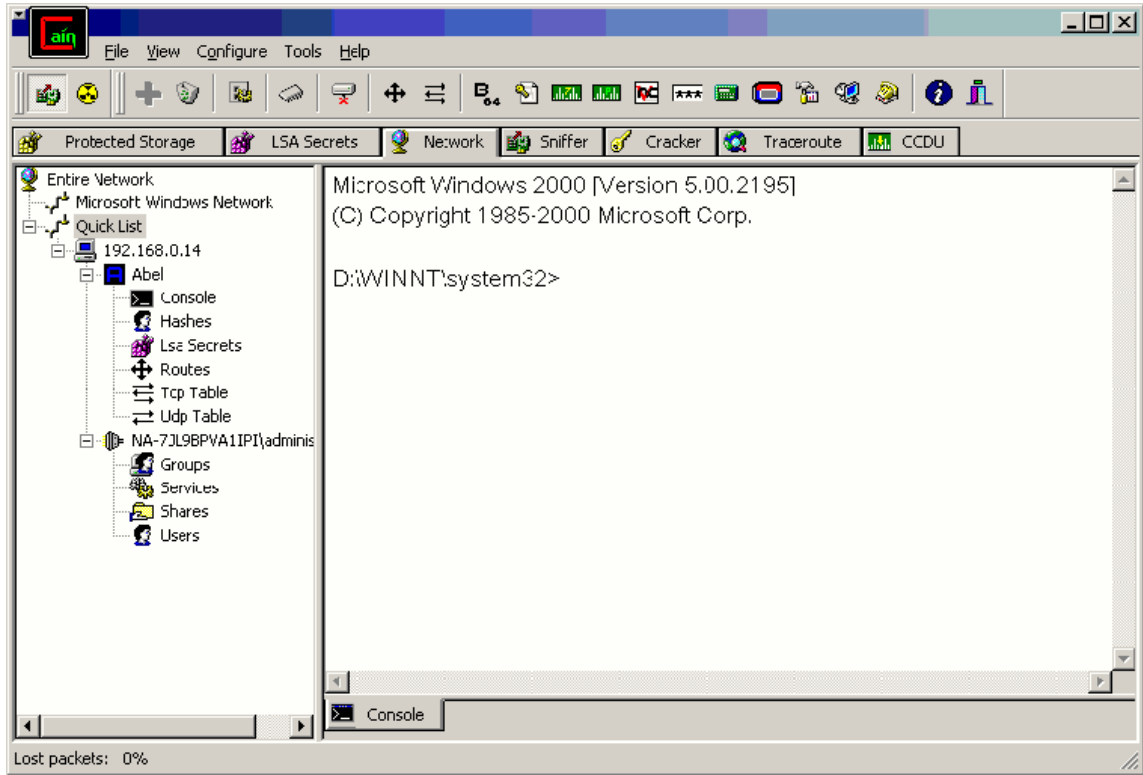 Cain
File View Configure Tools Help
B64
Protected Storage LSA Secrets Network Sniffer Cracker Traceroute CCDU
Entire Network
Microsoft Windows Network
Quick List
192.168.0.14
Abel
Console
Hashes
Lsa Secrets
Routes
Tcp Table
Udp Table
NA-7JL9BPVA1IPI\adminis
Groups
Services
Shares
Users
Microsoft Windows 2000 [Version 5.00.2195]
(C) Copyright 1985-2000 Microsoft Corp.
D:\WINNT\system32>
Console
Lost packets: 0%